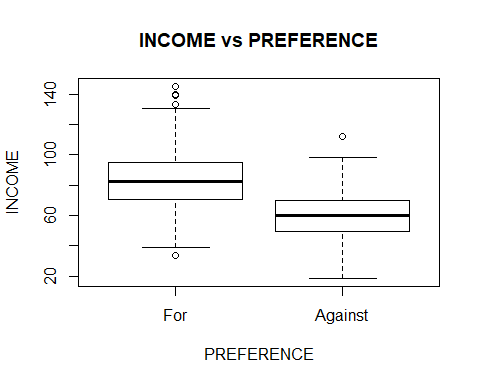 INCOME vs PREFERENCE
INCOME
140
100
60
20
For Against
PREFERENCE